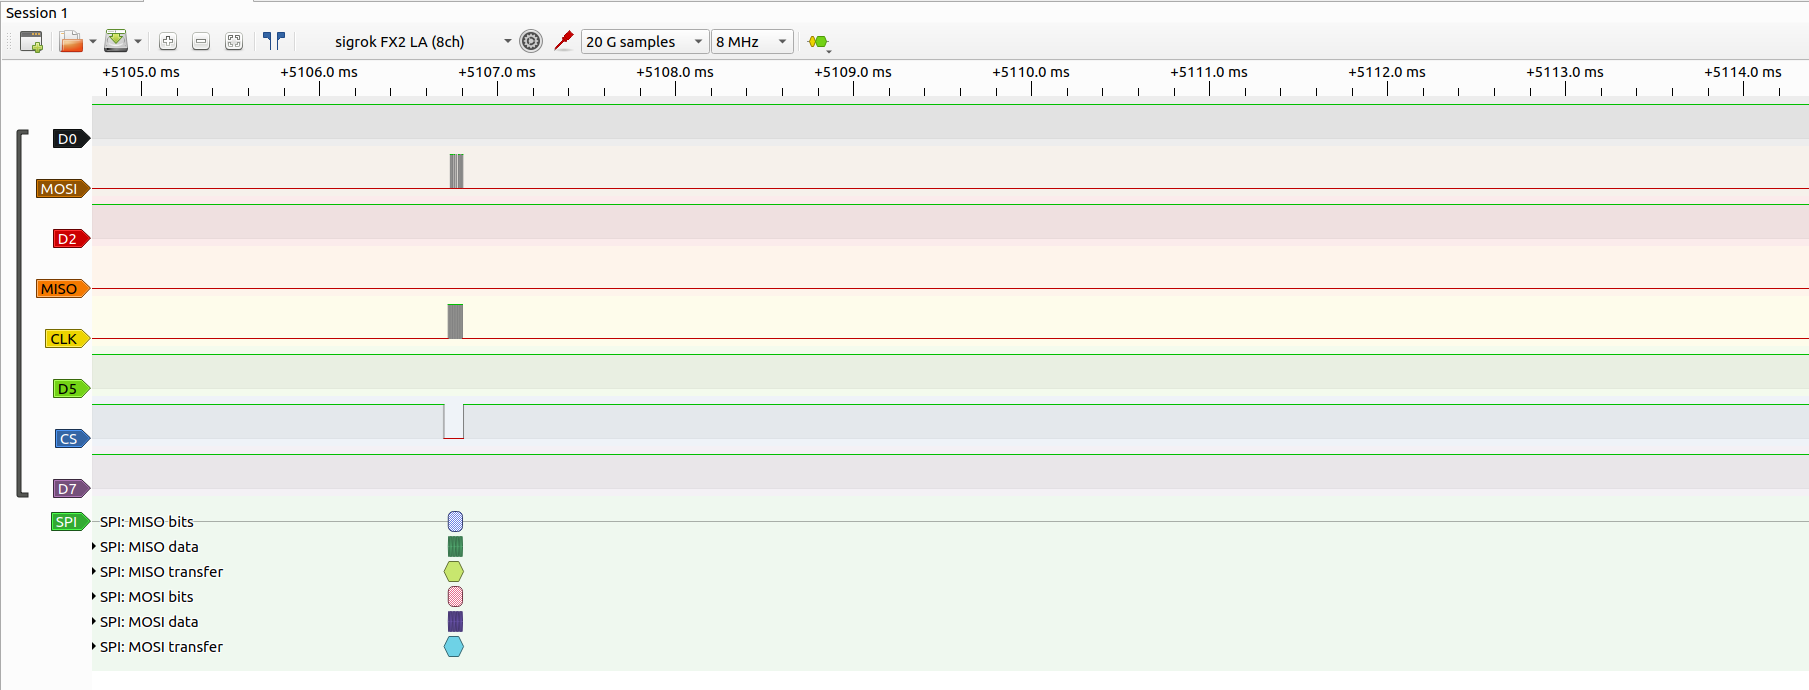 Session 1
sigrok FX2 LA (8ch) 20 G samples 8 MHz
+5105.0 ms +5106.0 ms +5107.0 ms +5108.0 ms +5109.0 ms +5110.0 ms +5111.0 ms +5112.0 ms +5113.0 ms +5114.0 ms
D0
MOSI
D2
MISO
CLK
D5
CS
D7
SPI SPI: MISO bits
SPI: MISO data
SPI: MISO transfer
SPI: MOSI bits
SPI: MOSI data
SPI: MOSI transfer